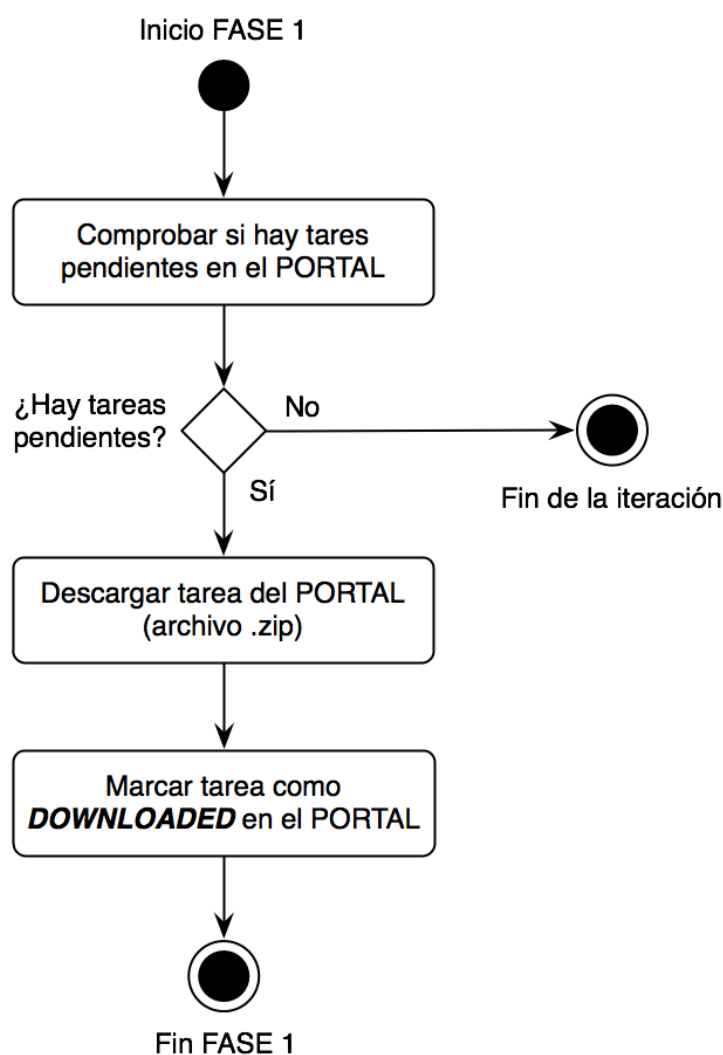 Inicio FASE 1
Comprobar si hay tares
pendientes en el PORTAL
¿Hay tareas
pendientes?
No
Sí
Fin de la iteración
Descargar tarea del PORTAL
(archivo .zip)
Marcar tarea como
DOWNLOADED en el PORTAL
Fin FASE 1